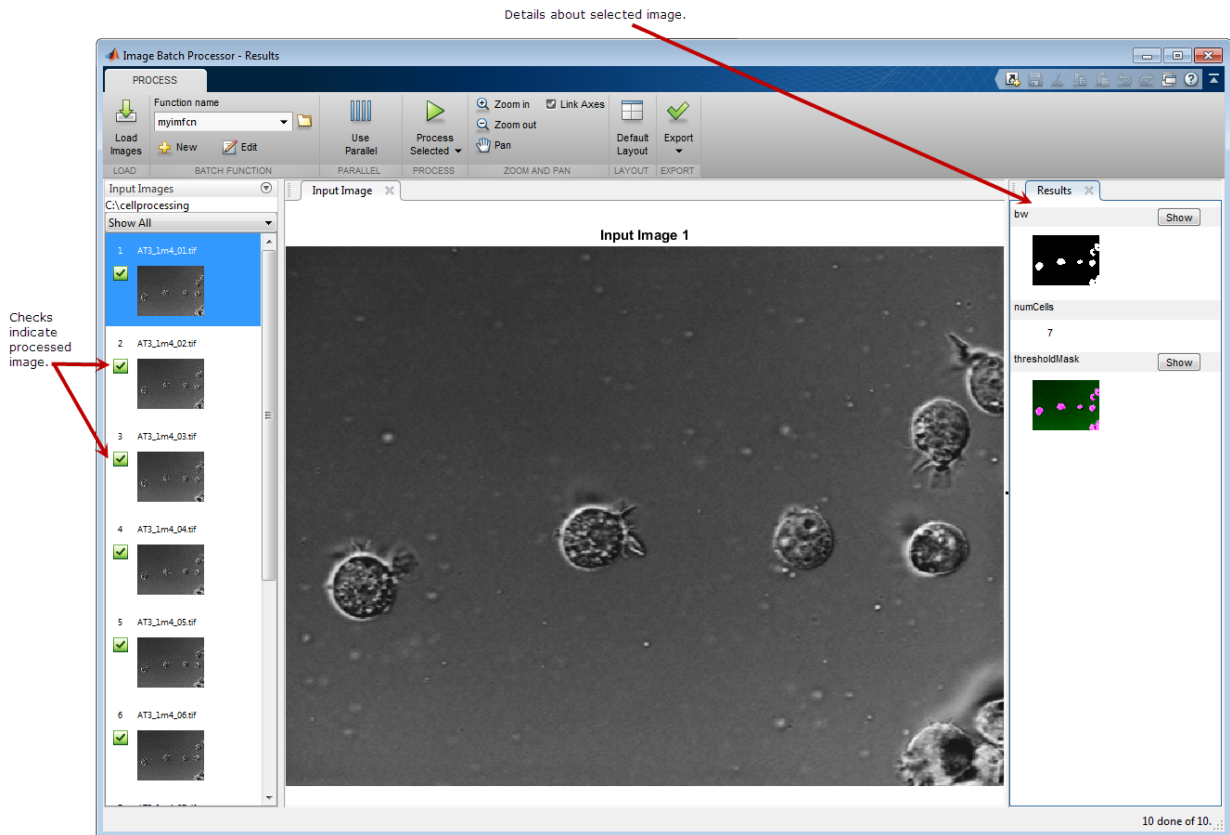 Details about selected image.
Image Batch Processor - Results
PROCESS
Load Images
Function name
myimfcn
New
Edit
Use Parallel
Process Selected
Zoom in
Link Axes
Zoom out
Pan
Default Layout
Export
LOAD
BATCH FUNCTION
PARALLEL
PROCESS
ZOOM AND PAN
LAYOUT
EXPORT
Input Images
C:\cellprocessing
Show All
1 AT3_1m4_01.tif
2 AT3_1m4_02.tif
3 AT3_1m4_03.tif
4 AT3_1m4_04.tif
5 AT3_1m4_05.tif
6 AT3_1m4_06.tif
Checks
indicate
processed
image.
Input Image
Input Image 1
Results
bw
Show
numCells
7
thresholdMask
Show
10 done of 10.